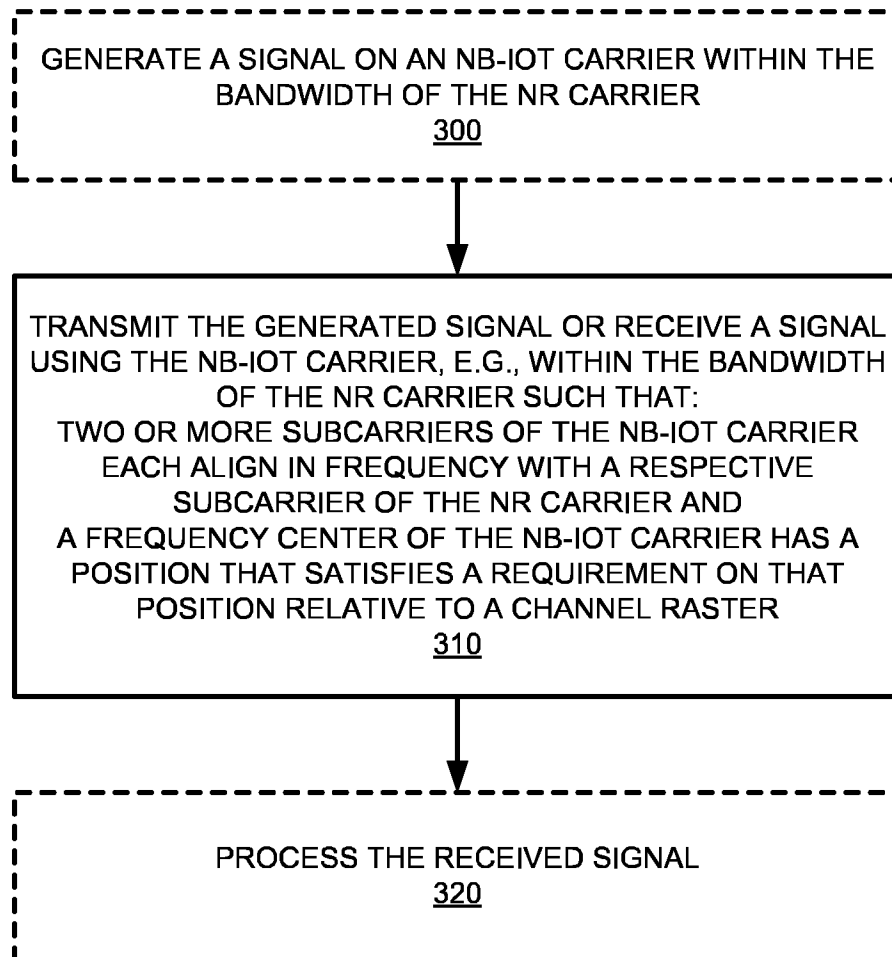 GENERATE A SIGNAL ON AN NB-IOT CARRIER WITHIN THE
BANDWIDTH OF THE NR CARRIER
300
TRANSMIT THE GENERATED SIGNAL OR RECEIVE A SIGNAL
USING THE NB-IOT CARRIER, E.G., WITHIN THE BANDWIDTH
OF THE NR CARRIER SUCH THAT:
TWO OR MORE SUBCARRIERS OF THE NB-IOT CARRIER
EACH ALIGN IN FREQUENCY WITH A RESPECTIVE
SUBCARRIER OF THE NR CARRIER AND
A FREQUENCY CENTER OF THE NB-IOT CARRIER HAS A
POSITION THAT SATISFIES A REQUIREMENT ON THAT
POSITION RELATIVE TO A CHANNEL RASTER
310
PROCESS THE RECEIVED SIGNAL
320